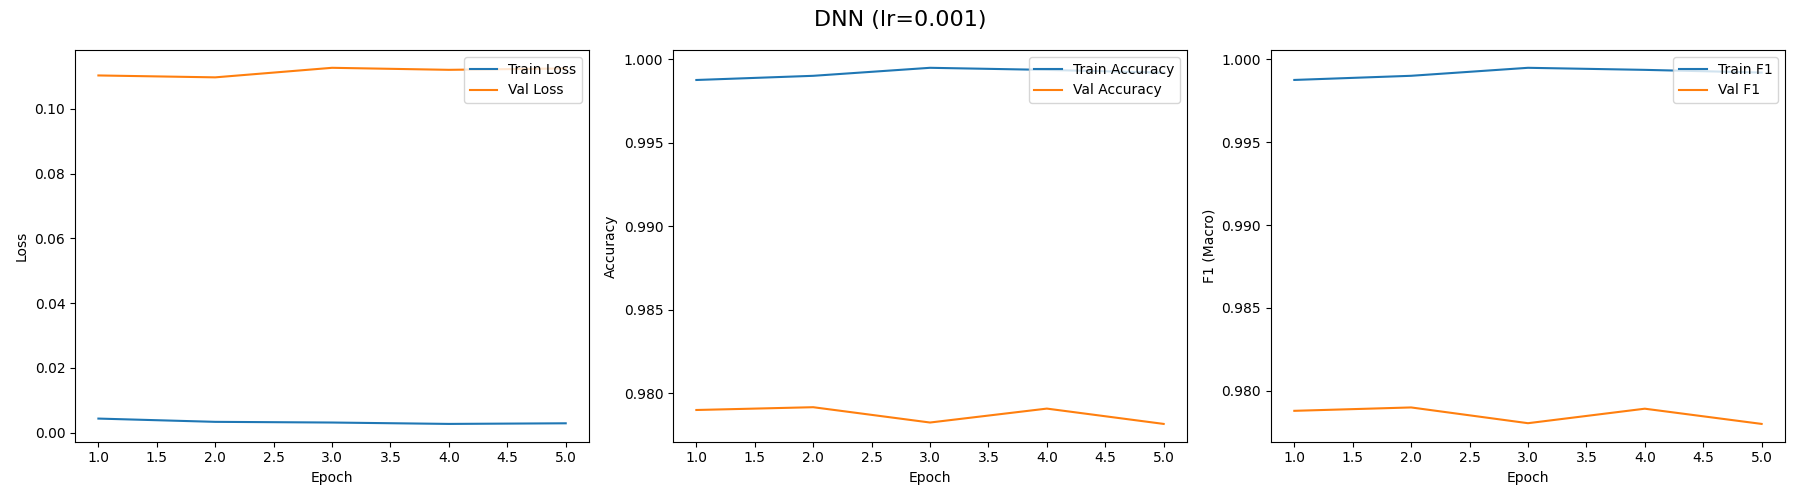 DNN (lr=0.001)
Loss
0.10
0.08
0.06
0.04
0.02
0.00
Train Loss
Val Loss
1.0 1.5 2.0 2.5 3.0 3.5 4.0 4.5 5.0
Epoch
Accuracy
1.000
0.995
0.990
0.985
0.980
Train Accuracy
Val Accuracy
1.0 1.5 2.0 2.5 3.0 3.5 4.0 4.5 5.0
Epoch
F1 (Macro)
1.000
0.995
0.990
0.985
0.980
Train F1
Val F1
1.0 1.5 2.0 2.5 3.0 3.5 4.0 4.5 5.0
Epoch